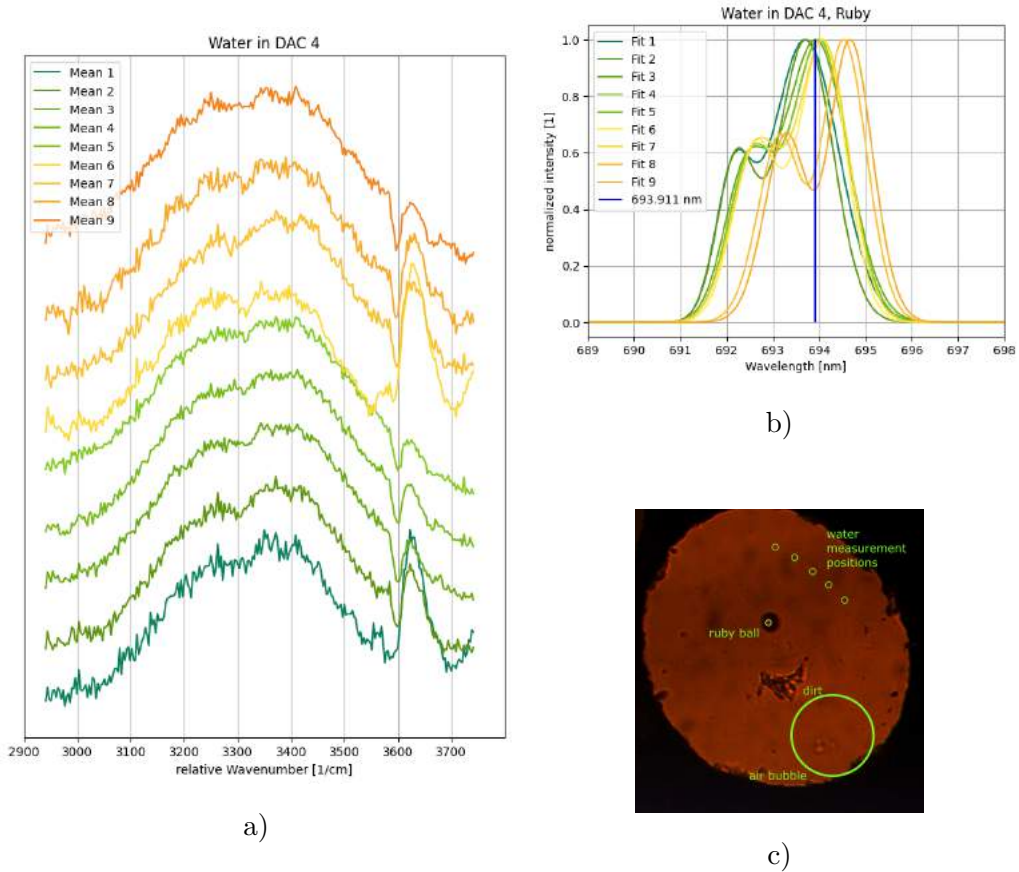 Water in DAC 4
Mean 1
Mean 2
Mean 3
Mean 4
Mean 5
Mean 6
Mean 7
Mean 8
Mean 9
2900 3000 3100 3200 3300 3400 3500 3600 3700
relative Wavenumber [1/cm]
a)
Water in DAC 4, Ruby
normalized intensity [1]
1.0
0.8
0.6
0.4
0.2
0.0
Fit 1
Fit 2
Fit 3
Fit 4
Fit 5
Fit 6
Fit 7
Fit 8
Fit 9
693.911 nm
689 690 691 692 693 694 695 696 697 698
Wavelength [nm]
b)
water
measurement
positions
ruby ball
dirt
air bubble
c)